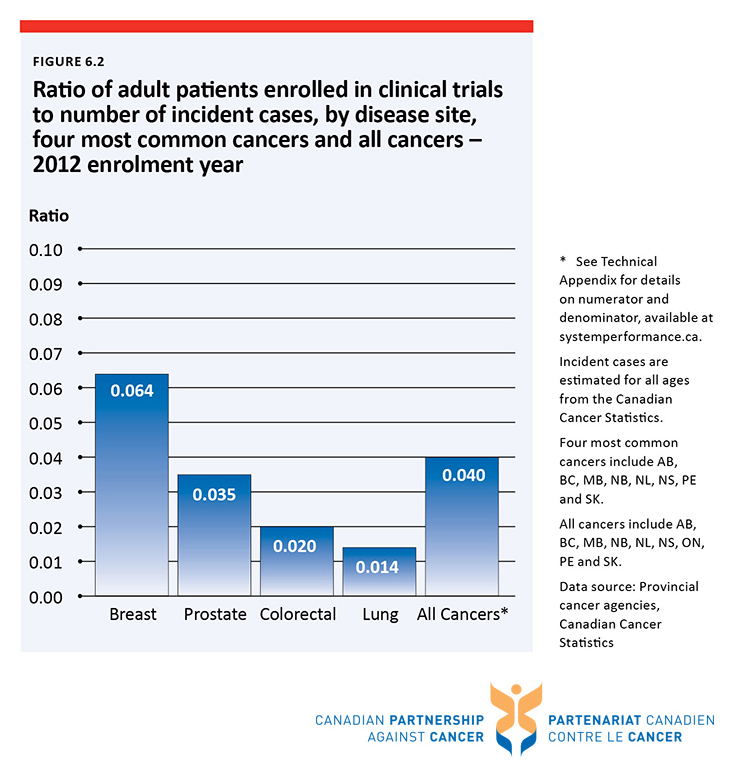 FIGURE 6.2
Ratio of adult patients enrolled in clinical trials
to number of incident cases, by disease site,
four most common cancers and all cancers –
2012 enrolment year
Ratio
0.10
0.09
0.08
0.07
0.06
0.05
0.04
0.03
0.02
0.01
0.00
0.064
0.035
0.020
0.014
0.040
Breast Prostate Colorectal Lung All Cancers*
* See Technical
Appendix for details
on numerator and
denominator, available at
systemperformance.ca.
Incident cases are
estimated for all ages
from the Canadian
Cancer Statistics.
Four most common
cancers include AB,
BC, MB, NB, NL, NS, PE
and SK.
All cancers include AB,
BC, MB, NB, NL, NS, ON,
PE and SK.
Data source: Provincial
cancer agencies,
Canadian Cancer
Statistics
CANADIAN PARTNERSHIP
AGAINST CANCER
PARTENARIAT CANADIEN
CONTRE LE CANCER